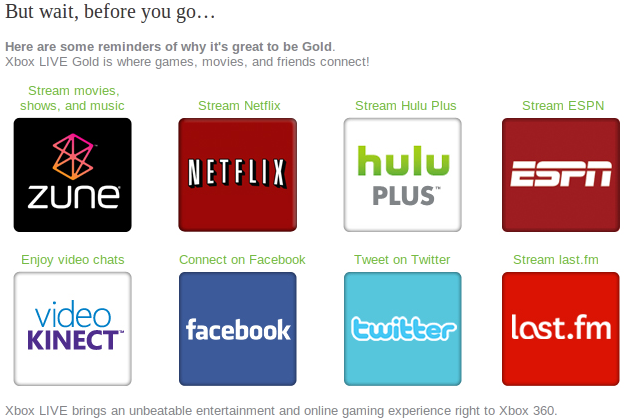 But wait, before you go…
Here are some reminders of why it's great to be Gold.
Xbox LIVE Gold is where games, movies, and friends connect!
Stream movies,
shows, and music
Stream Netflix
Stream Hulu Plus
Stream ESPN
zune
NETFLIX
hulu
PLUS™
ESPN
Enjoy video chats
Connect on Facebook
Tweet on Twitter
Stream last.fm
video
KINECT™
facebook
twitter
last.fm
Xbox LIVE brings an unbeatable entertainment and online gaming experience right to Xbox 360.